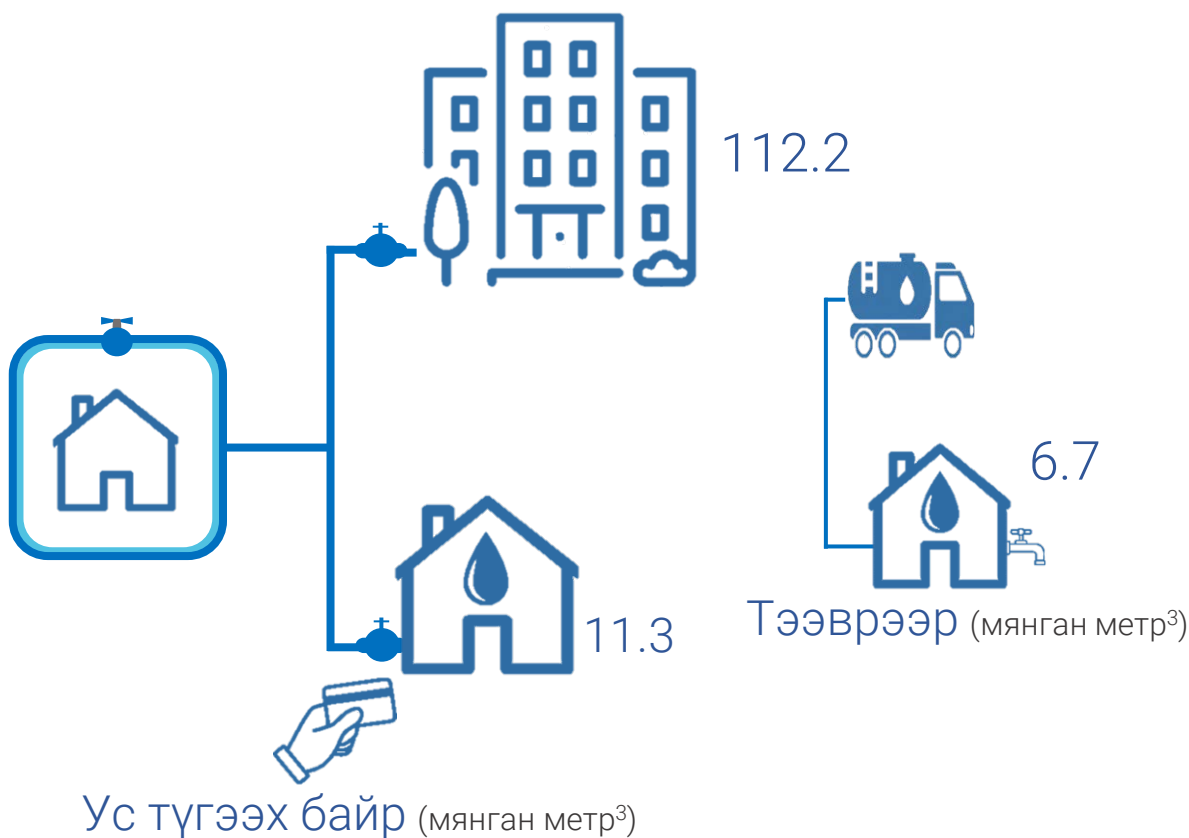 112.2
6.7
Тээврээр (мянган метр³)
11.3
Ус түгээх байр (мянган метр³)